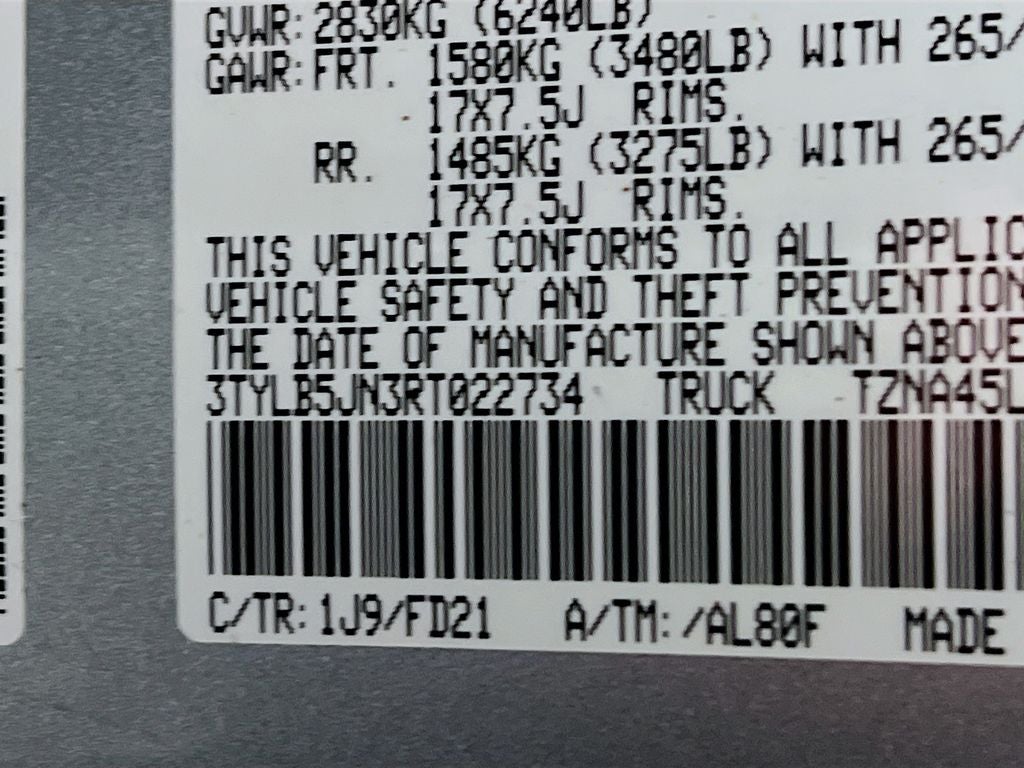 GVWR: 2830KG (6240LB)
GAWR: FRT. 1580KG (3480LB) WITH 265/
17X7.5J RIMS.
RR. 1485KG (3275LB) WITH 265/
17X7.5J RIMS.
THIS VEHICLE CONFORMS TO ALL APPLIC
VEHICLE SAFETY AND THEFT PREVENTION
THE DATE OF MANUFACTURE SHOWN ABOVE
3TYLB5JN3RT022734 TRUCK TZNA45L
C/TR: 1J9/FD21 A/TM: /AL80F MADE